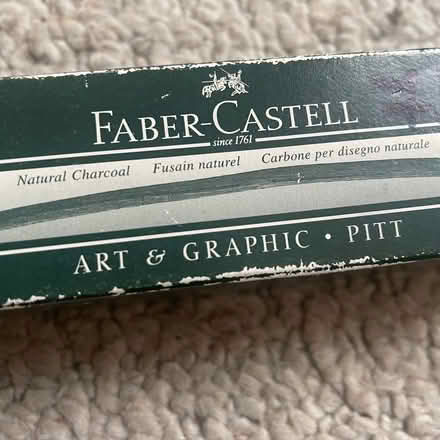 FABER-CASTELL
since 1761
Natural Charcoal Fusain naturel Carbone per disegno naturale
ART & GRAPHIC • PITT